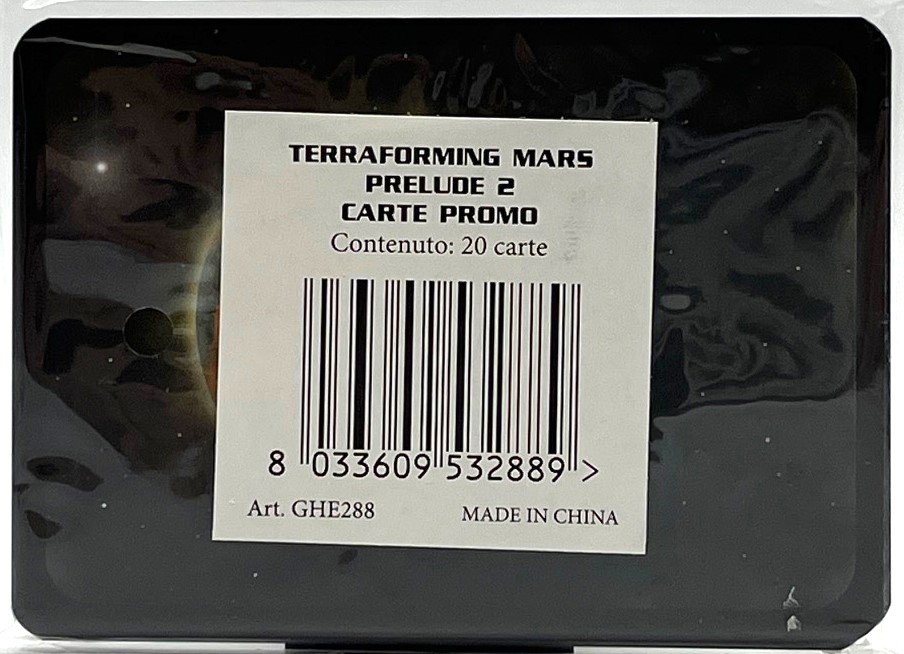 TERRAFORMING MARS
PRELUDE 2
CARTE PROMO
Contenuto: 20 carte
8 033609 532889 >
Art. GHE288 MADE IN CHINA